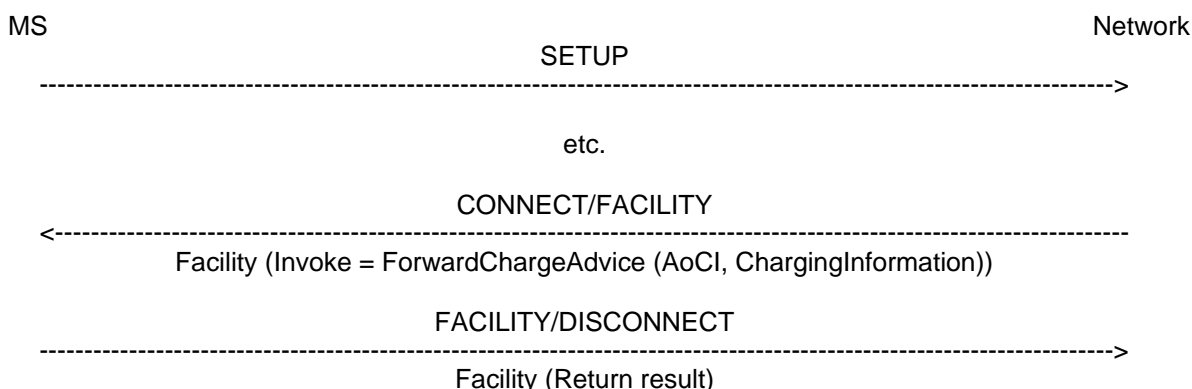 MS Network
SETUP
----------------------------------------------------------------------------------------------------------------------------->
etc.
CONNECT/FACILITY
<-----------------------------------------------------------------------------------------------------------------------------
Facility (Invoke = ForwardChargeAdvice (AoCI, ChargingInformation))
FACILITY/DISCONNECT
----------------------------------------------------------------------------------------------------------------------------->
Facility (Return result)